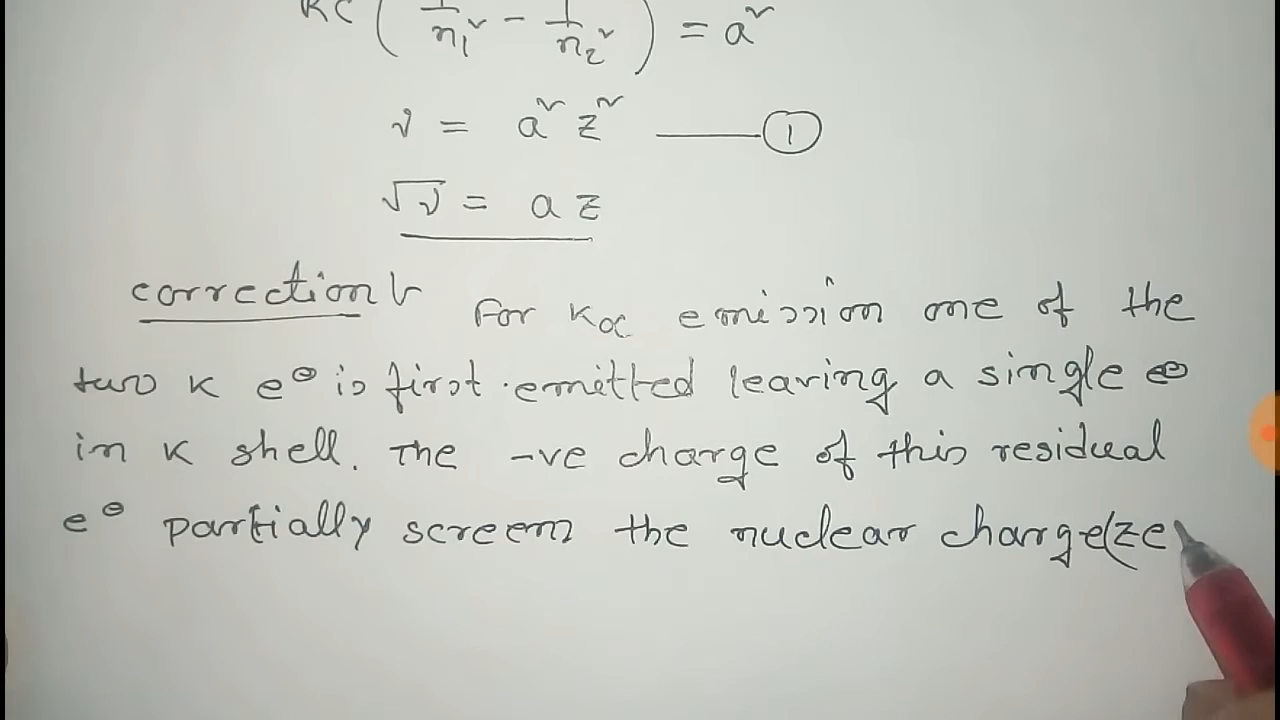 RC (1/n₁² - 1/n₂²) = a²
ν = a² z² ——— ①
√ν = a z
correction :- For Kα emission one of the
two K e⊖ is first emitted leaving a single e⊖
in K shell. The -ve charge of this residual
e⊖ partially screen the nuclear charge(ze)